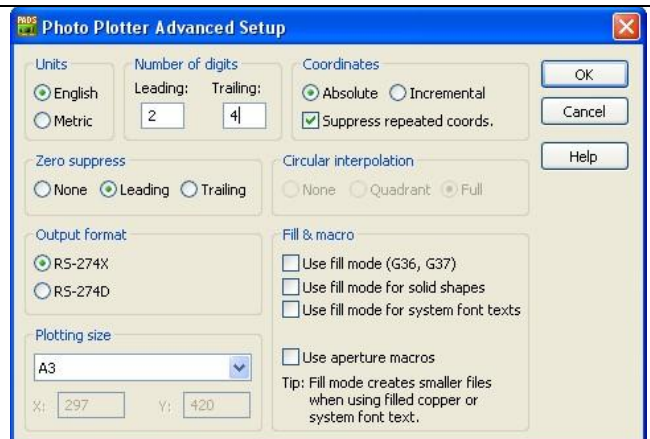 PADS
Photo Plotter Advanced Setup
Units
English
Metric
Number of digits
Leading: Trailing:
2 4
Coordinates
Absolute Incremental
Suppress repeated coords.
OK
Cancel
Help
Zero suppress
None Leading Trailing
Circular interpolation
None Quadrant Full
Output format
RS-274X
RS-274D
Fill & macro
Use fill mode (G36, G37)
Use fill mode for solid shapes
Use fill mode for system font texts
Use aperture macros
Tip: Fill mode creates smaller files
when using filled copper or
system font text.
Plotting size
A3
X: 297 Y: 420